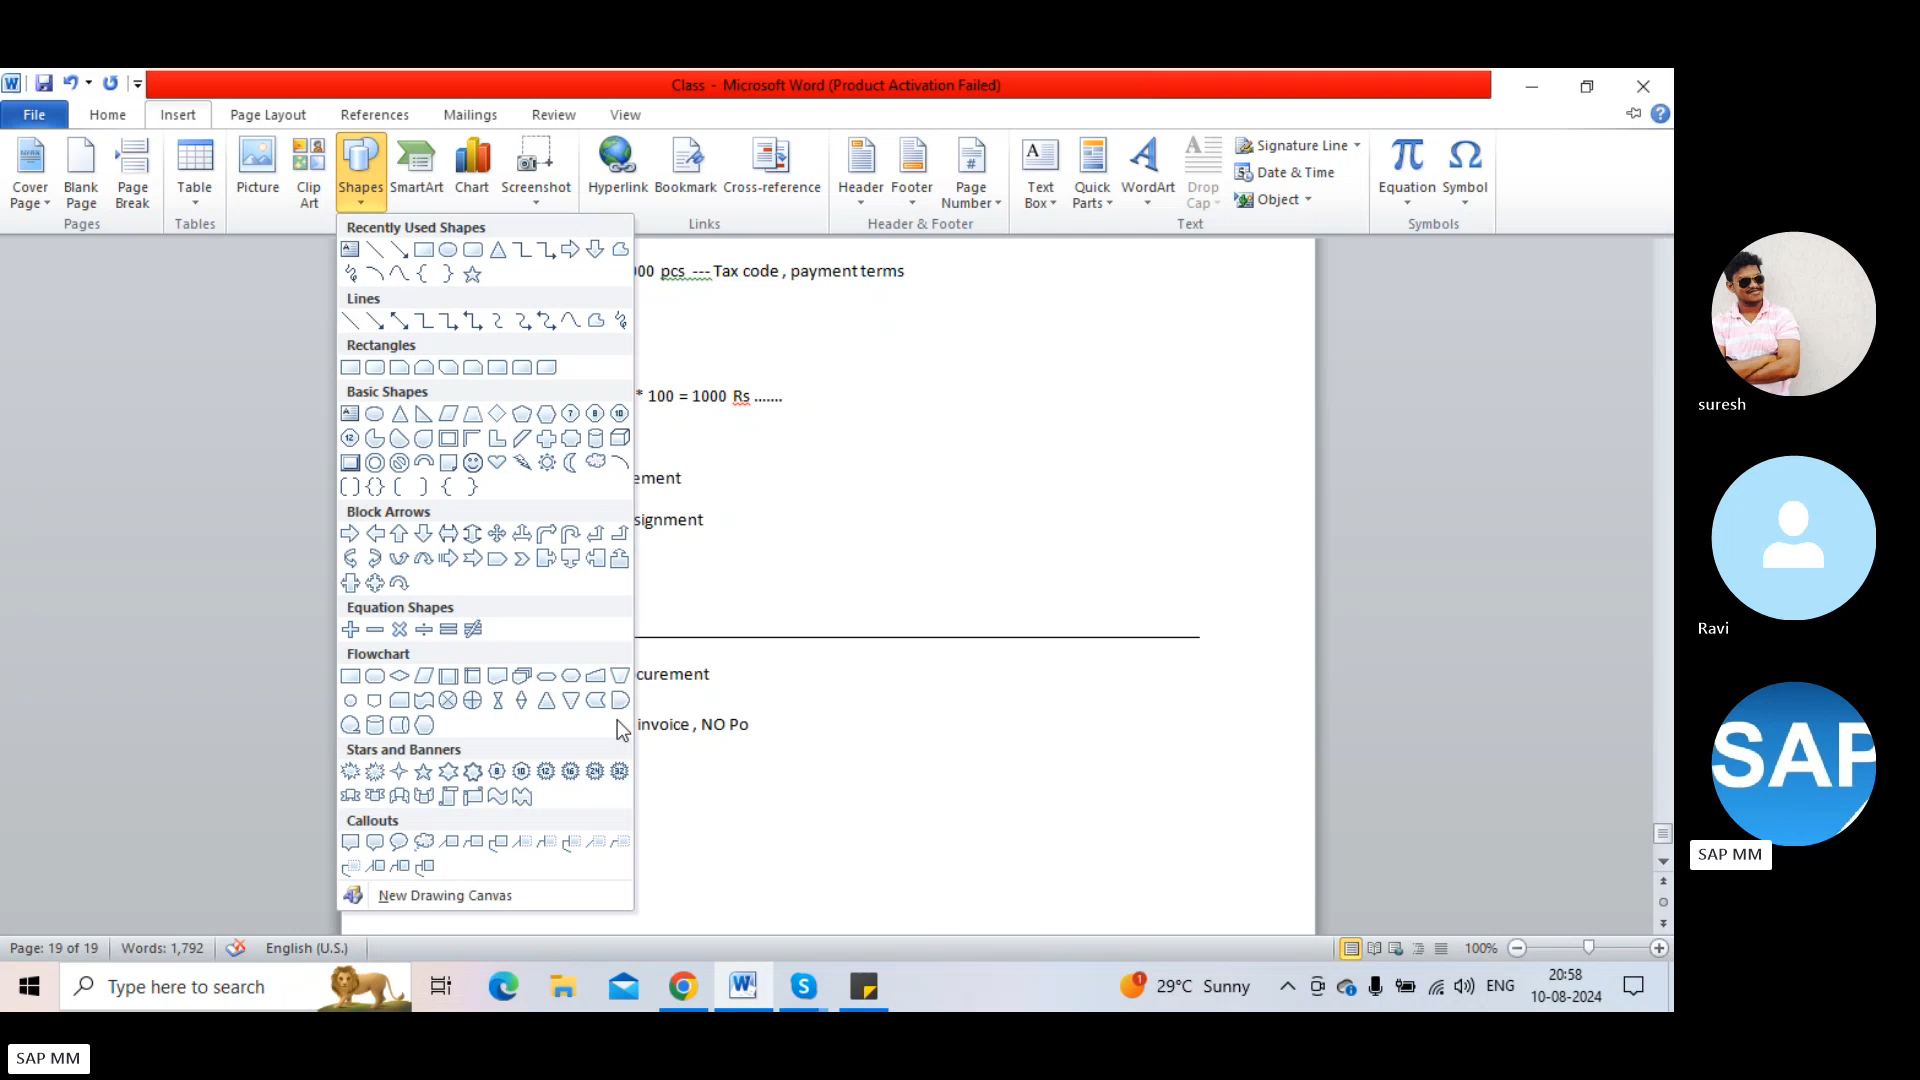 Class - Microsoft Word (Product Activation Failed)
File Home Insert Page Layout References Mailings Review View
Cover Page Blank Page Page Break Table Picture Clip Art Shapes SmartArt Chart Screenshot Hyperlink Bookmark Cross-reference Header Footer Page Number Text Box Quick Parts WordArt Drop Cap Signature Line Date & Time Object Equation Symbol
Pages Tables Links Header & Footer Text Symbols
Recently Used Shapes
Lines
Rectangles
Basic Shapes
Block Arrows
Equation Shapes
Flowchart
Stars and Banners
Callouts
New Drawing Canvas
00 pcs --- Tax code , payment terms
* 100 = 1000 Rs .......
ement
signment
curement
invoice , NO Po
Page: 19 of 19 Words: 1,792 English (U.S.) 100%
Type here to search 29°C Sunny ENG 20:58
10-08-2024
suresh
Ravi
SAP
SAP MM
SAP MM